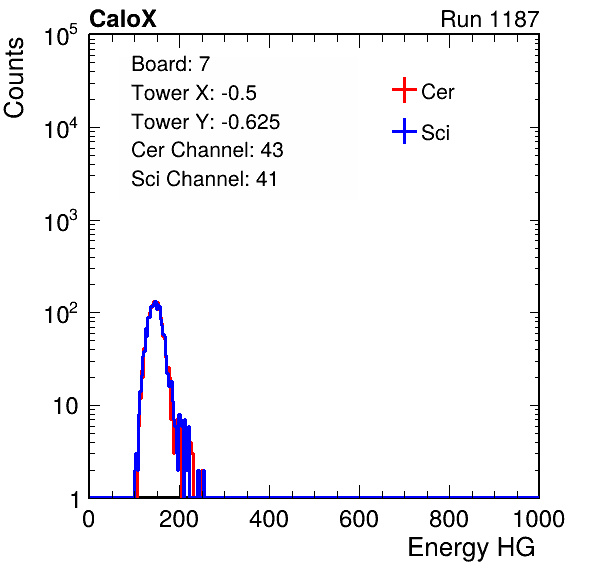 CaloX Run 1187
Counts
Board: 7
Tower X: -0.5
Tower Y: -0.625
Cer Channel: 43
Sci Channel: 41
Cer
Sci
10^5
10^4
10^3
10^2
10
1
0 200 400 600 800 1000
Energy HG